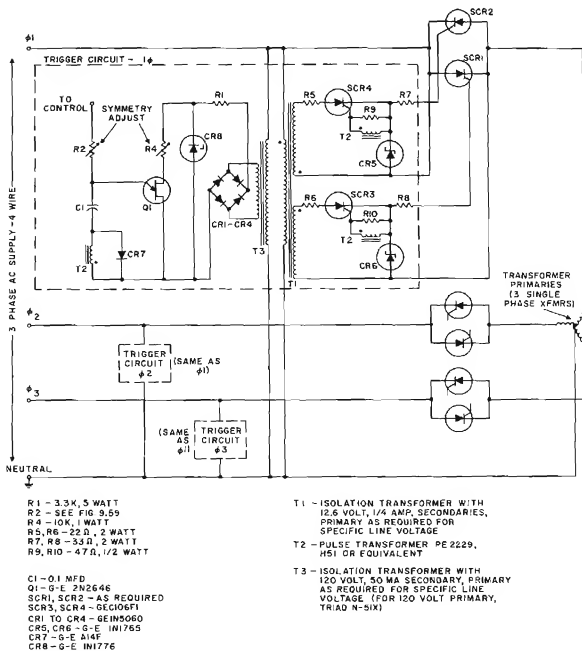 SCR2
φ1
TRIGGER CIRCUIT - 1φ
SCR1
SCR4
R1
R5
R7
TO
CONTROL
SYMMETRY
ADJUST
R9
CR8
T2
R2
R4
CR5
C1
Q1
SCR3
R6
R8
CR1-CR4
R10
T2
CR7
T2
CR6
T3
T1
3 PHASE AC SUPPLY-4 WIRE
TRANSFORMER
PRIMARIES
(3 SINGLE
PHASE XFMRS)
φ2
TRIGGER
CIRCUIT
φ2
(SAME AS
φ1)
φ3
(SAME
AS
φ1)
TRIGGER
CIRCUIT
φ3
NEUTRAL
R1 - 3.3K, 5 WATT
R2 - SEE FIG 9.59
R4 - 10K, 1 WATT
R5, R6 - 22Ω, 2 WATT
R7, R8 - 33Ω, 2 WATT
R9, R10 - 47Ω, 1/2 WATT
C1 - 0.1 MFD
Q1 - G-E 2N2646
SCR1, SCR2 - AS REQUIRED
SCR3, SCR4 - GEC106F1
CR1 TO CR4 - GE1N5060
CR5, CR6 - G-E 1N1765
CR7 - G-E A14F
CR8 - G-E 1N1776
T1 - ISOLATION TRANSFORMER WITH
12.6 VOLT, 1/4 AMP, SECONDARIES,
PRIMARY AS REQUIRED FOR
SPECIFIC LINE VOLTAGE
T2 - PULSE TRANSFORMER PE2229,
H51 OR EQUIVALENT
T3 - ISOLATION TRANSFORMER WITH
120 VOLT, 50 MA SECONDARY, PRIMARY
AS REQUIRED FOR SPECIFIC LINE
VOLTAGE (FOR 120 VOLT PRIMARY,
TRIAD N-51X)